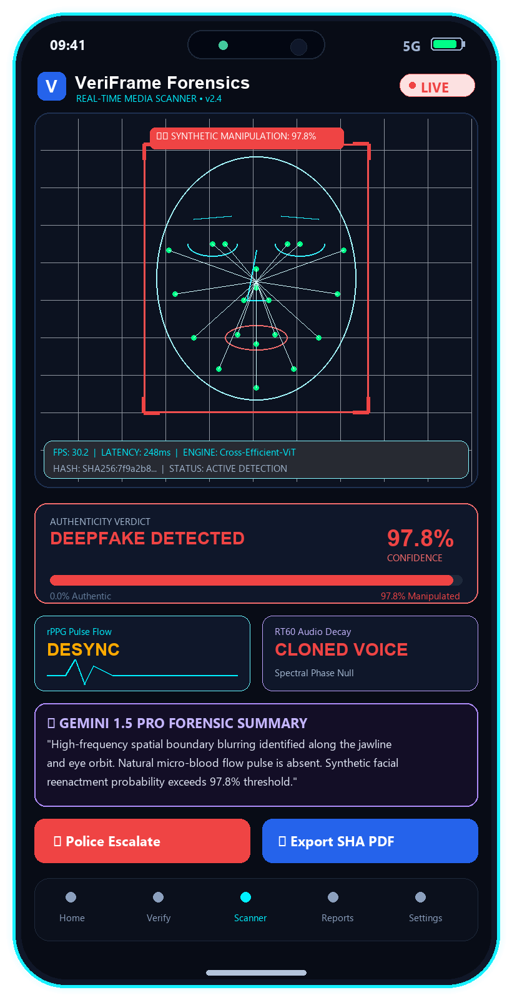 09:41
5G
V
VeriFrame Forensics
REAL-TIME MEDIA SCANNER • v2.4
LIVE
SYNTHETIC MANIPULATION: 97.8%
FPS: 30.2 | LATENCY: 248ms | ENGINE: Cross-Efficient-ViT
HASH: SHA256:7f9a2b8... | STATUS: ACTIVE DETECTION
AUTHENTICITY VERDICT
DEEPFAKE DETECTED
97.8%
CONFIDENCE
0.0% Authentic
97.8% Manipulated
rPPG Pulse Flow
DESYNC
RT60 Audio Decay
CLONED VOICE
Spectral Phase Null
GEMINI 1.5 PRO FORENSIC SUMMARY
"High-frequency spatial boundary blurring identified along the jawline
and eye orbit. Natural micro-blood flow pulse is absent. Synthetic facial
reenactment probability exceeds 97.8% threshold."
Police Escalate
Export SHA PDF
Home
Verify
Scanner
Reports
Settings